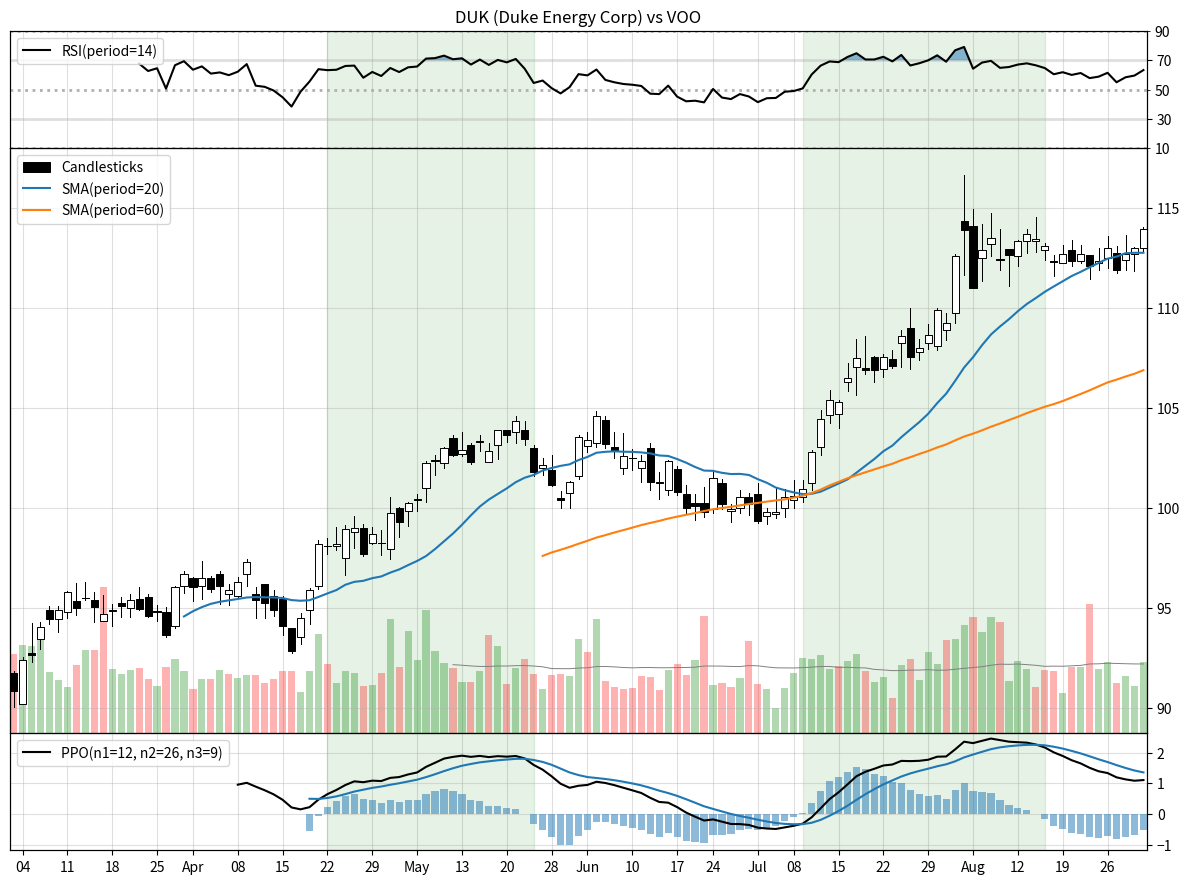 DUK (Duke Energy Corp) vs VOO
RSI(period=14)
90
70
50
30
10
Candlesticks
SMA(period=20)
SMA(period=60)
115
110
105
100
95
90
PPO(n1=12, n2=26, n3=9)
2
1
0
−1
04 11 18 25 Apr 08 15 22 29 May 13 20 28 Jun 10 17 24 Jul 08 15 22 29 Aug 12 19 26